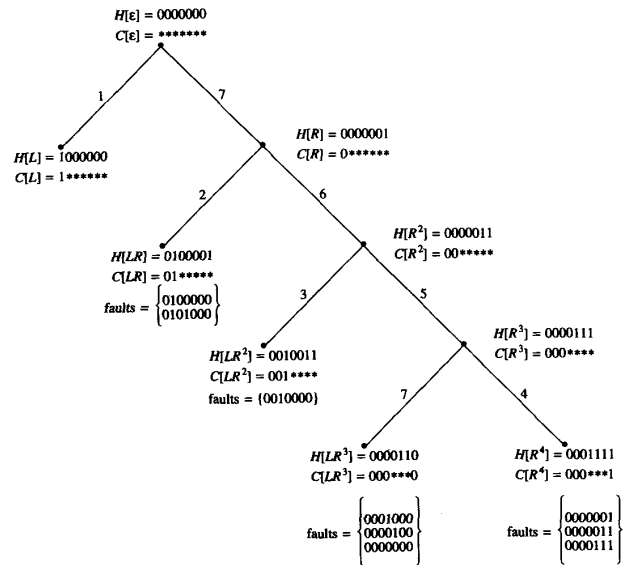 H[ε] = 0000000
C[ε] = *******
1
7
H[L] = 1000000
C[L] = 1******
H[R] = 0000001
C[R] = 0******
2
6
H[LR] = 0100001
C[LR] = 01*****
faults = {0100000
0101000}
H[R²] = 0000011
C[R²] = 00*****
3
5
H[LR²] = 0010011
C[LR²] = 001****
faults = {0010000}
H[R³] = 0000111
C[R³] = 000****
7
4
H[LR³] = 0000110
C[LR³] = 000***0
faults = {0001000
0000100
0000000}
H[R⁴] = 0001111
C[R⁴] = 000***1
faults = {0000001
0000011
0000111}